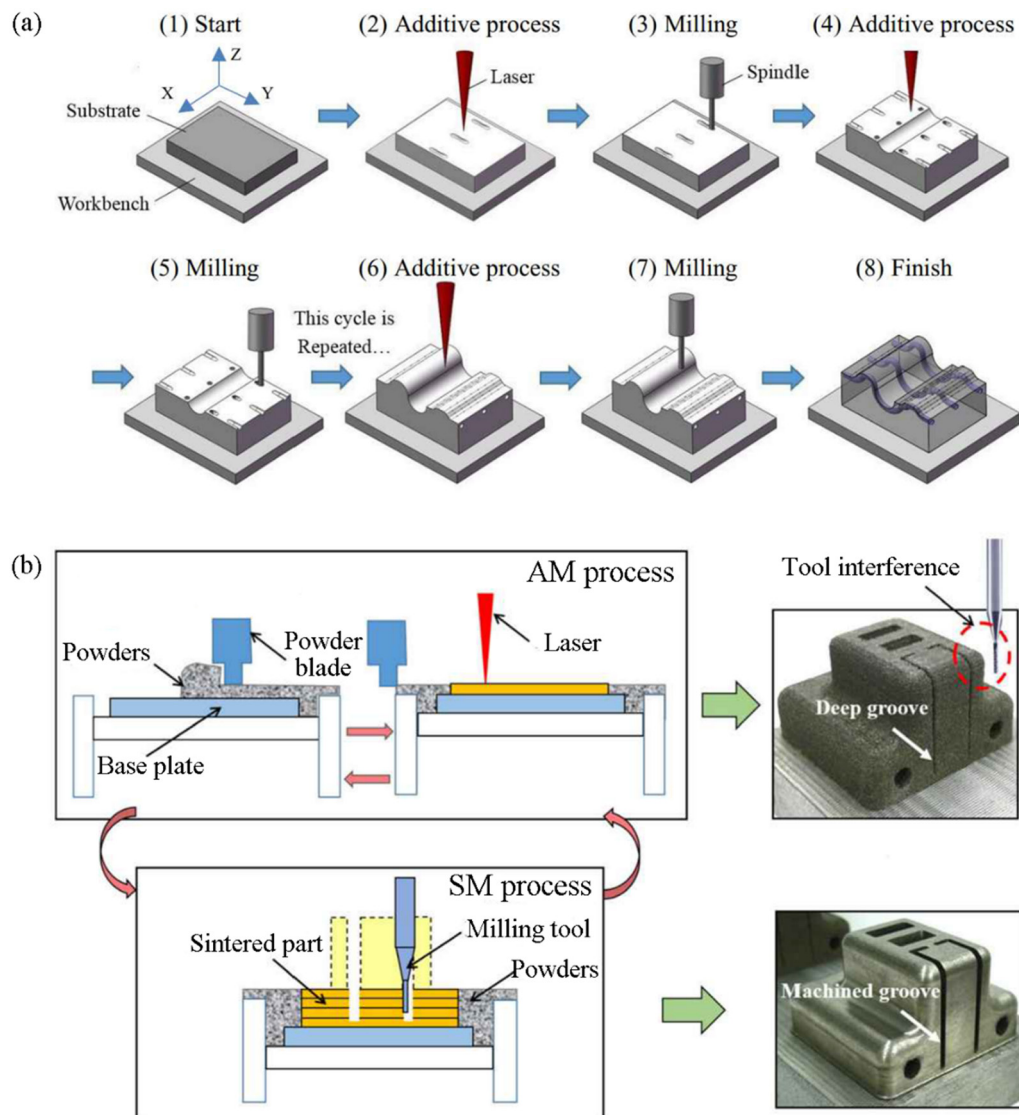 (a)
(1) Start
(2) Additive process
(3) Milling
(4) Additive process
Z
X
Y
Substrate
Workbench
Laser
Spindle
(5) Milling
This cycle is
Repeated…
(6) Additive process
(7) Milling
(8) Finish
(b)
AM process
Powders
Powder
blade
Laser
Base plate
Tool interference
Deep groove
SM process
Sintered part
Milling tool
Powders
Machined groove